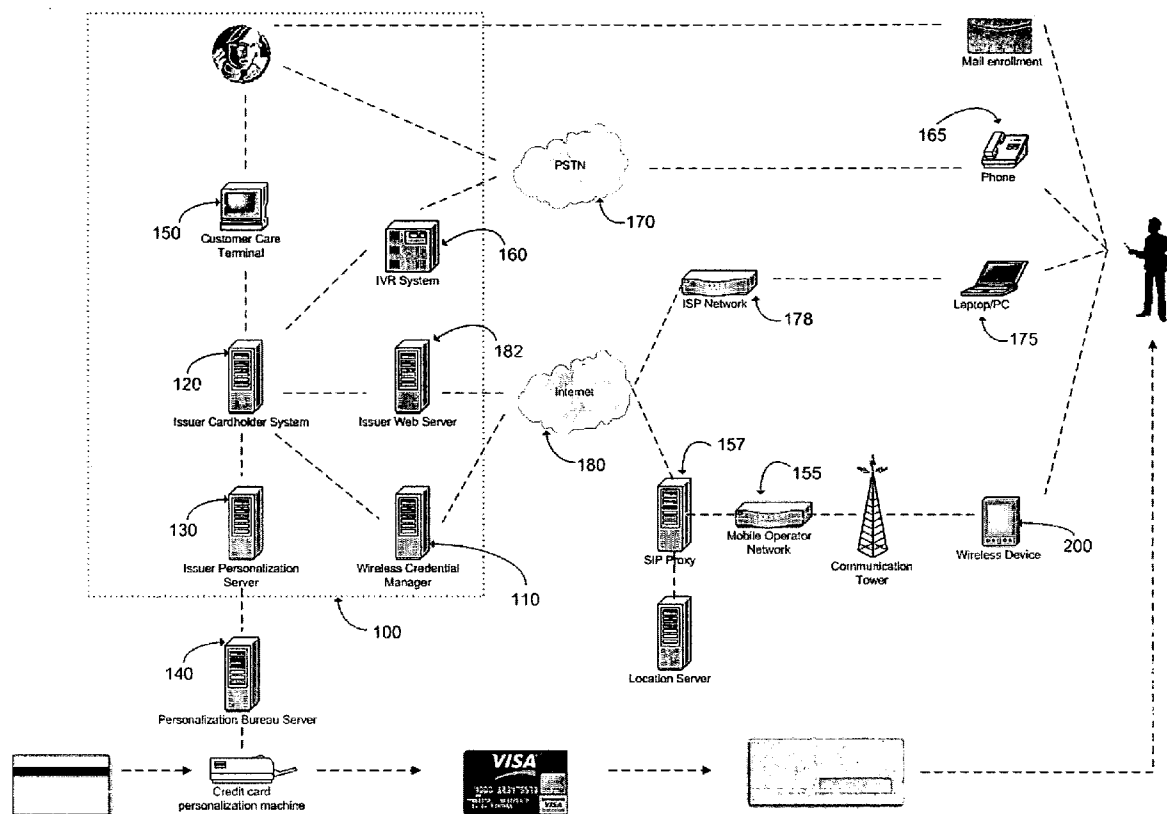 Mail enrollment
165
PSTN
Phone
150
170
Customer Care
Terminal
160
IVR System
ISP Network
178
Laptop/PC
175
182
120
Internet
Issuer Cardholder System
Issuer Web Server
180
157
155
130
Mobile Operator
Network
200
SIP Proxy
Wireless Device
Issuer Personalization
Server
Wireless Credential
Manager
Communication
Tower
110
100
140
Location Server
Personalization Bureau Server
VISA
Credit card
personalization machine
VISA